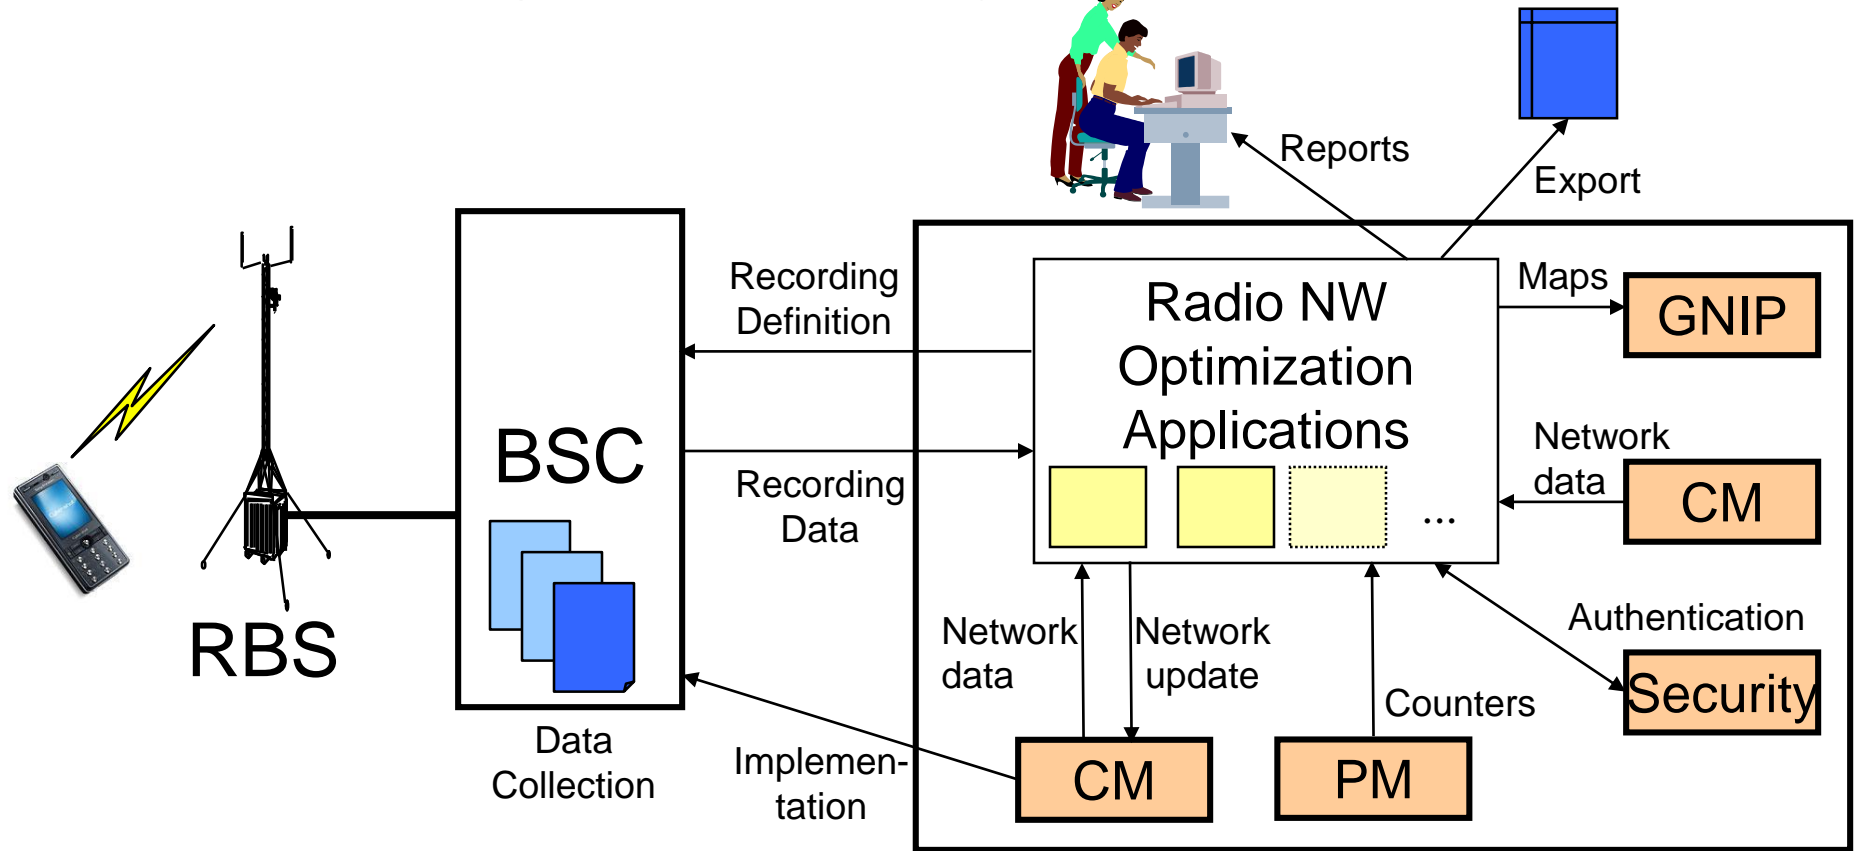 Reports
Export
Recording
Definition
Radio NW
Optimization
Applications
...
Maps
GNIP
BSC
Recording
Data
Network
data
CM
RBS
Network
data
Network
update
Counters
Authentication
Security
Data
Collection
Implemen-
tation
CM
PM